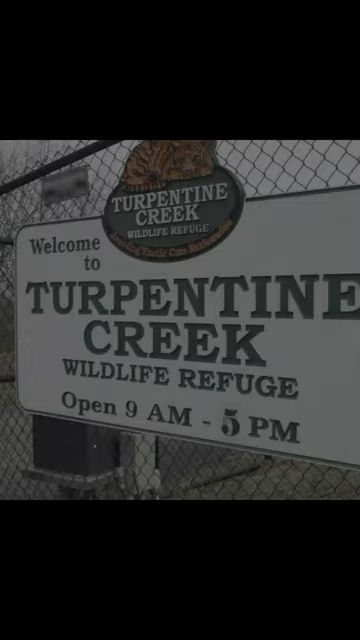 TURPENTINE
CREEK
WILDLIFE REFUGE
Welcome
to
TURPENTINE
CREEK
WILDLIFE REFUGE
Open 9 AM - 5 PM